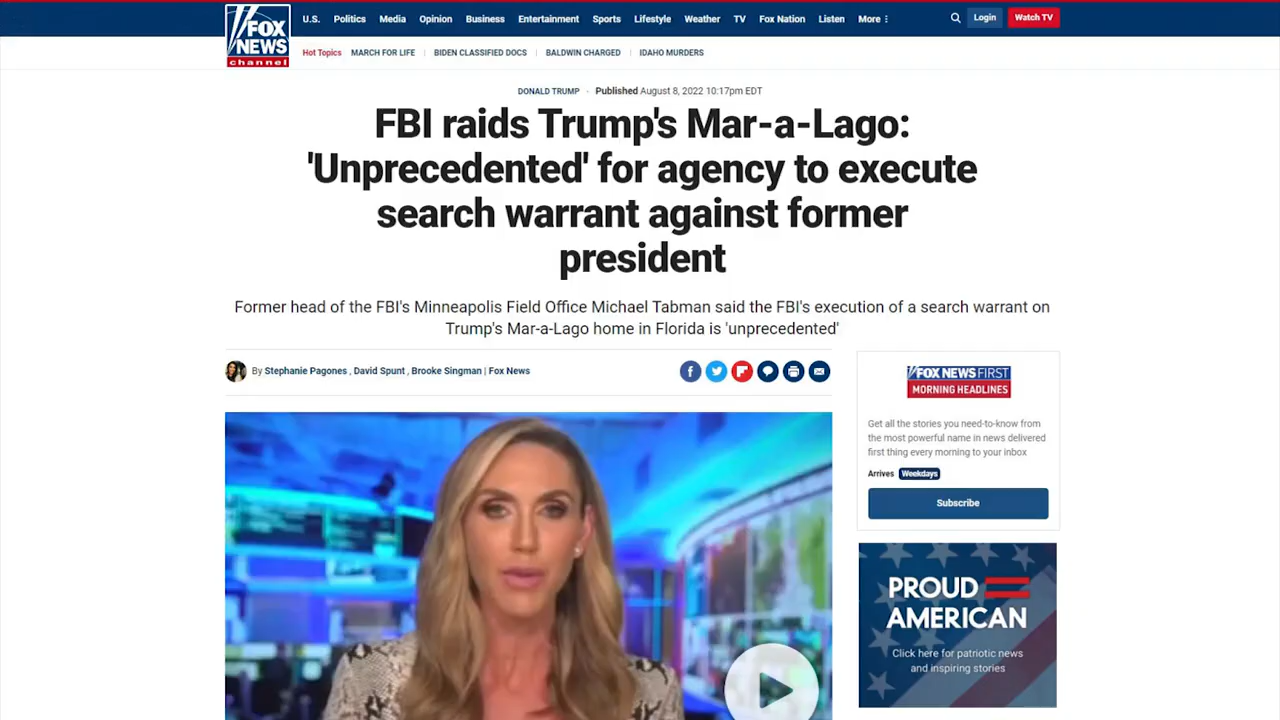 FOX
NEWS
channel
U.S. Politics Media Opinion Business Entertainment Sports Lifestyle Weather TV Fox Nation Listen More Login Watch TV
Hot Topics MARCH FOR LIFE BIDEN CLASSIFIED DOCS BALDWIN CHARGED IDAHO MURDERS
DONALD TRUMP · Published August 8, 2022 10:17pm EDT
FBI raids Trump's Mar-a-Lago:
'Unprecedented' for agency to execute
search warrant against former
president
Former head of the FBI's Minneapolis Field Office Michael Tabman said the FBI's execution of a search warrant on
Trump's Mar-a-Lago home in Florida is 'unprecedented'
By Stephanie Pagones , David Spunt , Brooke Singman | Fox News
FOX NEWS FIRST
MORNING HEADLINES
Get all the stories you need-to-know from
the most powerful name in news delivered
first thing every morning to your inbox
Arrives Weekdays
Subscribe
PROUD
AMERICAN
Click here for patriotic news
and inspiring stories